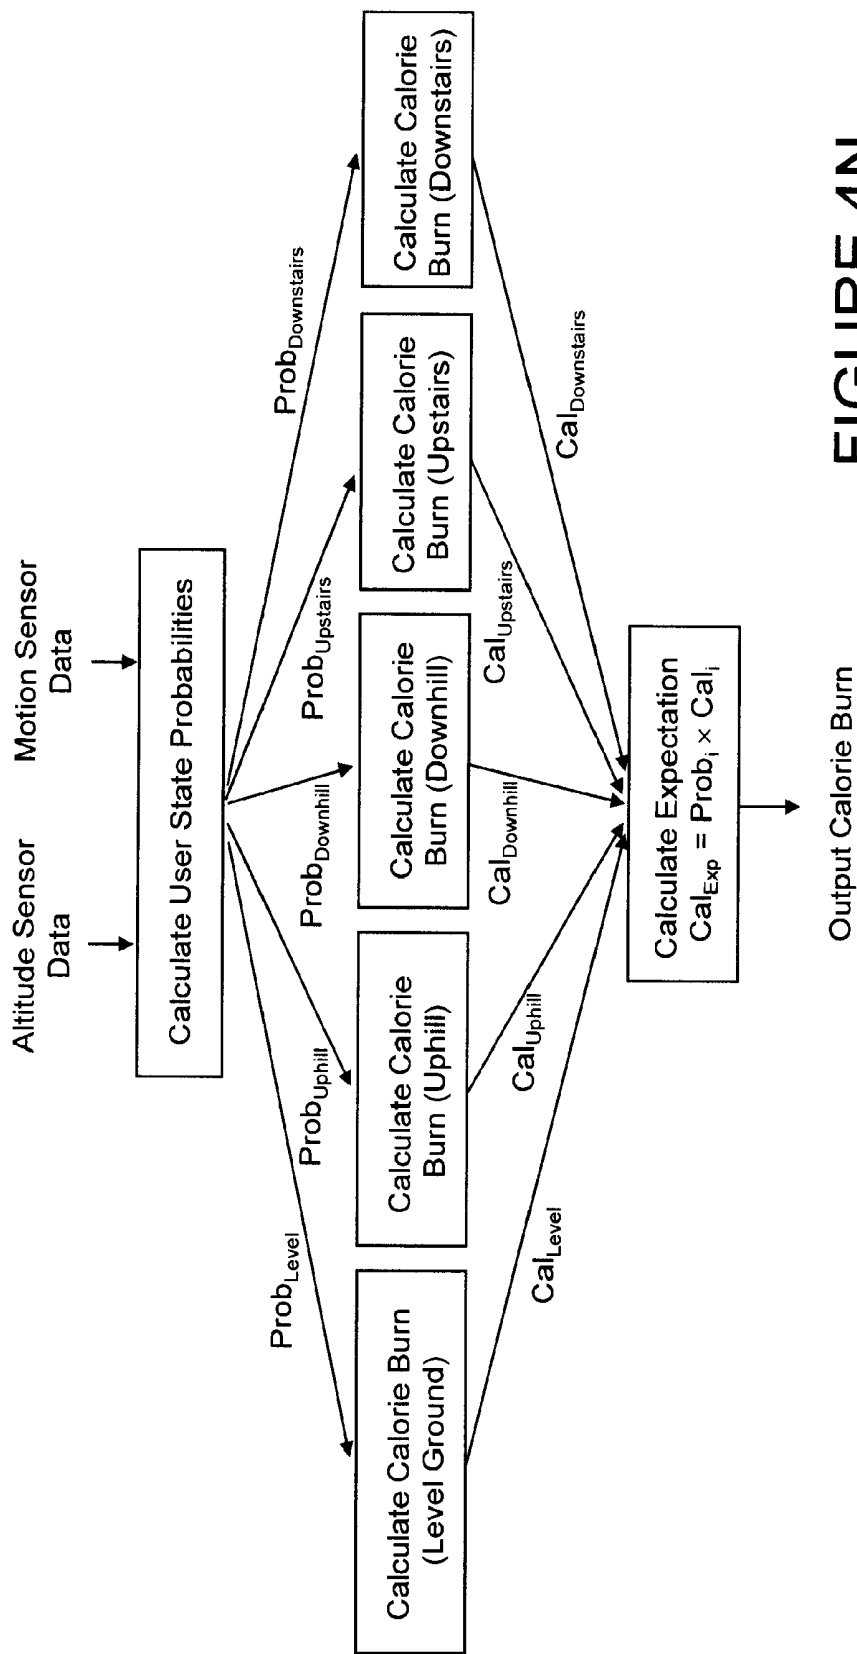 Altitude Sensor
Data
Motion Sensor
Data
Calculate User State Probabilities
Prob_Level
Prob_Uphill
Prob_Downhill
Prob_Upstairs
Prob_Downstairs
Calculate Calorie Burn
(Level Ground)
Calculate Calorie
Burn (Uphill)
Calculate Calorie
Burn (Downhill)
Calculate Calorie
Burn (Upstairs)
Calculate Calorie
Burn (Downstairs)
Cal_Level
Cal_Uphill
Cal_Downhill
Cal_Upstairs
Cal_Downstairs
Calculate Expectation
Cal_Exp = Prob_i × Cal_i
Output Calorie Burn
FIGURE 4N